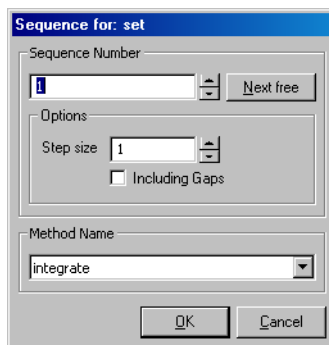 Sequence for: set
Sequence Number
1
Next free
Options
Step size 1
Including Gaps
Method Name
integrate
OK Cancel